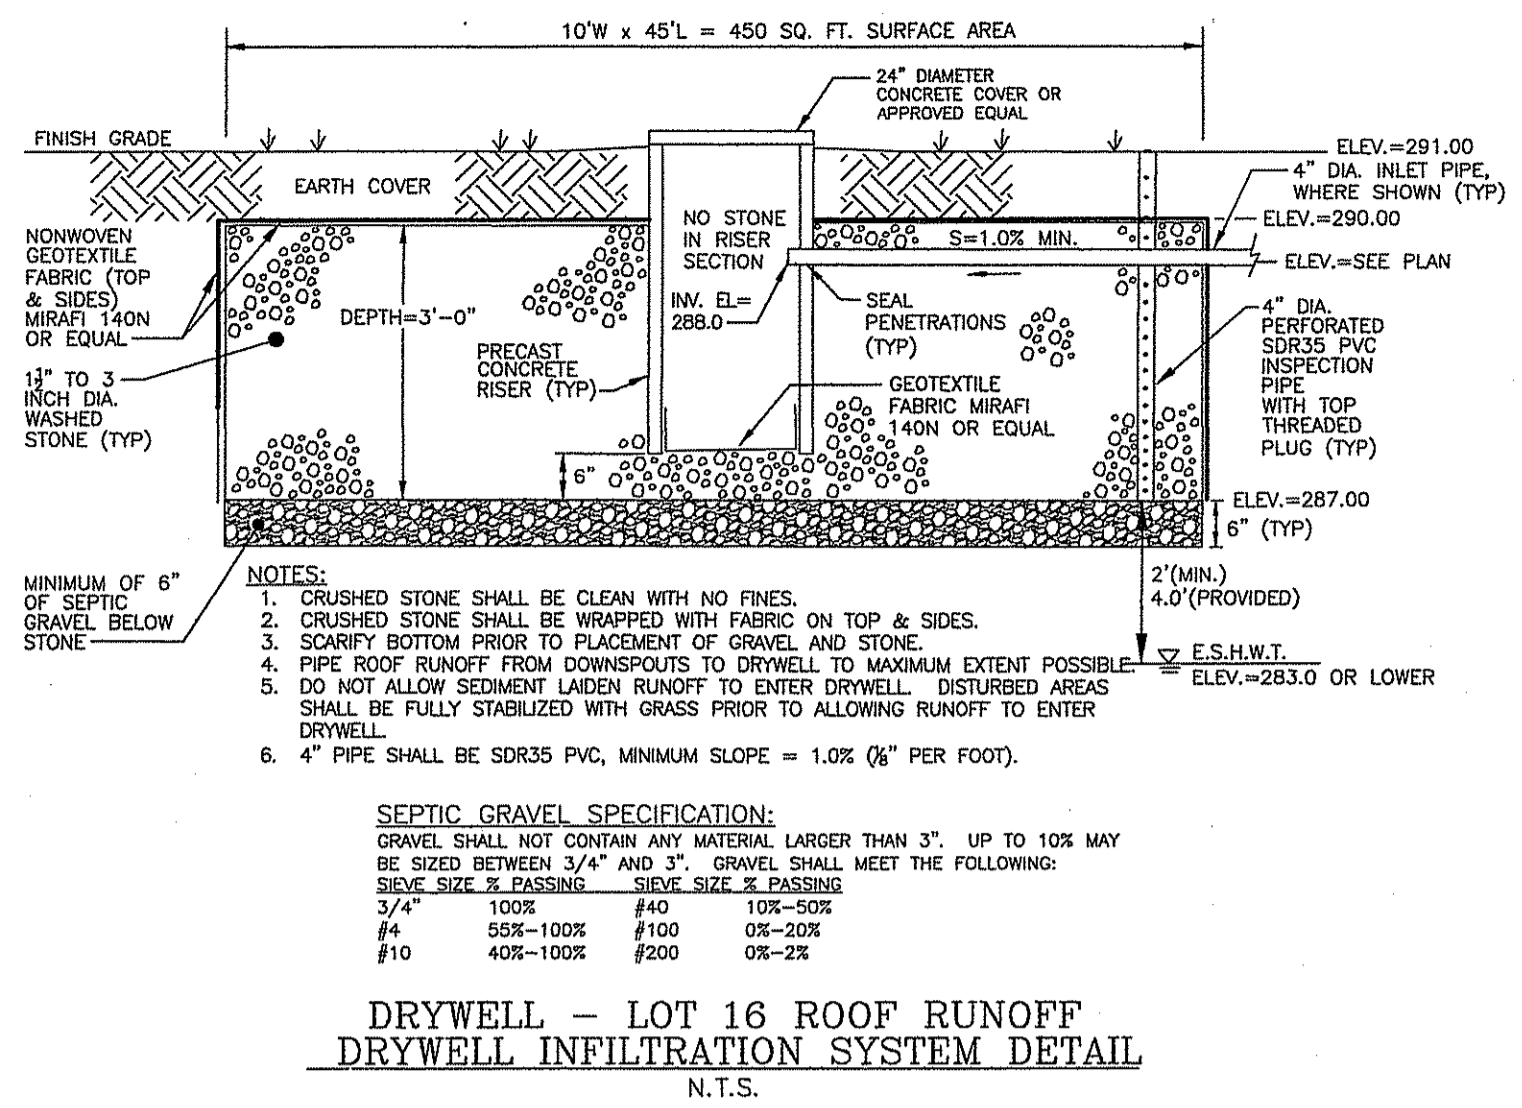 10'W x 45'L = 450 SQ. FT. SURFACE AREA
24" DIAMETER
CONCRETE COVER OR
APPROVED EQUAL
FINISH GRADE
ELEV.=291.00
4" DIA. INLET PIPE,
WHERE SHOWN (TYP)
EARTH COVER
ELEV.=290.00
NONWOVEN
GEOTEXTILE
FABRIC (TOP
& SIDES)
MIRAFI 140N
OR EQUAL
NO STONE
IN RISER
SECTION
S=1.0% MIN.
ELEV.=SEE PLAN
DEPTH=3'-0"
INV. EL=
288.0
SEAL
PENETRATIONS
(TYP)
4" DIA.
PERFORATED
SDR35 PVC
INSPECTION
PIPE
WITH TOP
THREADED
PLUG (TYP)
PRECAST
CONCRETE
RISER (TYP)
1½" TO 3
INCH DIA.
WASHED
STONE (TYP)
GEOTEXTILE
FABRIC MIRAFI
140N OR EQUAL
6"
ELEV.=287.00
6" (TYP)
MINIMUM OF 6"
OF SEPTIC
GRAVEL BELOW
STONE
2'(MIN.)
4.0'(PROVIDED)
E.S.H.W.T.
ELEV.=283.0 OR LOWER
NOTES:
1. CRUSHED STONE SHALL BE CLEAN WITH NO FINES.
2. CRUSHED STONE SHALL BE WRAPPED WITH FABRIC ON TOP & SIDES.
3. SCARIFY BOTTOM PRIOR TO PLACEMENT OF GRAVEL AND STONE.
4. PIPE ROOF RUNOFF FROM DOWNSPOUTS TO DRYWELL TO MAXIMUM EXTENT POSSIBLE.
5. DO NOT ALLOW SEDIMENT LAIDEN RUNOFF TO ENTER DRYWELL. DISTURBED AREAS
SHALL BE FULLY STABILIZED WITH GRASS PRIOR TO ALLOWING RUNOFF TO ENTER
DRYWELL.
6. 4" PIPE SHALL BE SDR35 PVC, MINIMUM SLOPE = 1.0% (⅛" PER FOOT).
SEPTIC GRAVEL SPECIFICATION:
GRAVEL SHALL NOT CONTAIN ANY MATERIAL LARGER THAN 3". UP TO 10% MAY
BE SIZED BETWEEN 3/4" AND 3". GRAVEL SHALL MEET THE FOLLOWING:
SIEVE SIZE % PASSING SIEVE SIZE % PASSING
3/4" 100% #40 10%-50%
#4 55%-100% #100 0%-20%
#10 40%-100% #200 0%-2%
DRYWELL - LOT 16 ROOF RUNOFF
DRYWELL INFILTRATION SYSTEM DETAIL
N.T.S.